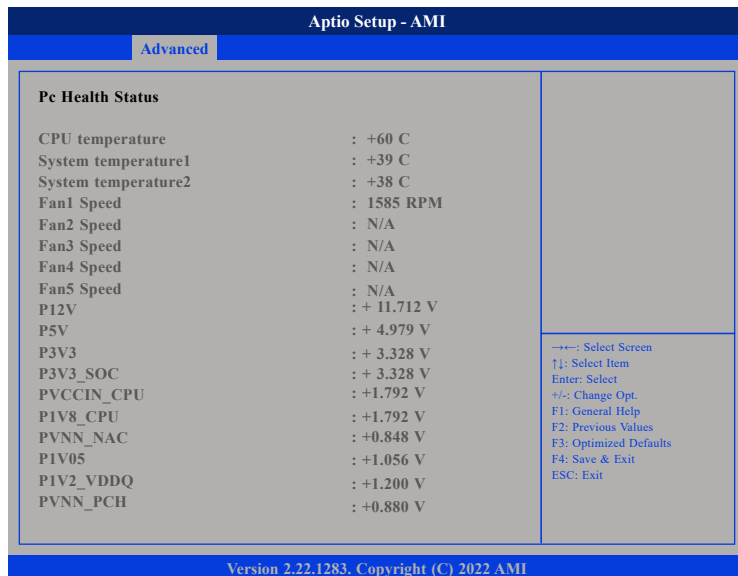 Aptio Setup - AMI
Advanced
Pc Health Status
CPU temperature : +60 C
System temperature1 : +39 C
System temperature2 : +38 C
Fan1 Speed : 1585 RPM
Fan2 Speed : N/A
Fan3 Speed : N/A
Fan4 Speed : N/A
Fan5 Speed : N/A
P12V : + 11.712 V
P5V : + 4.979 V
P3V3 : + 3.328 V
P3V3_SOC : + 3.328 V
PVCCIN_CPU : +1.792 V
P1V8_CPU : +1.792 V
PVNN_NAC : +0.848 V
P1V05 : +1.056 V
P1V2_VDDQ : +1.200 V
PVNN_PCH : +0.880 V
→←: Select Screen
↑↓: Select Item
Enter: Select
+/-: Change Opt.
F1: General Help
F2: Previous Values
F3: Optimized Defaults
F4: Save & Exit
ESC: Exit
Version 2.22.1283. Copyright (C) 2022 AMI